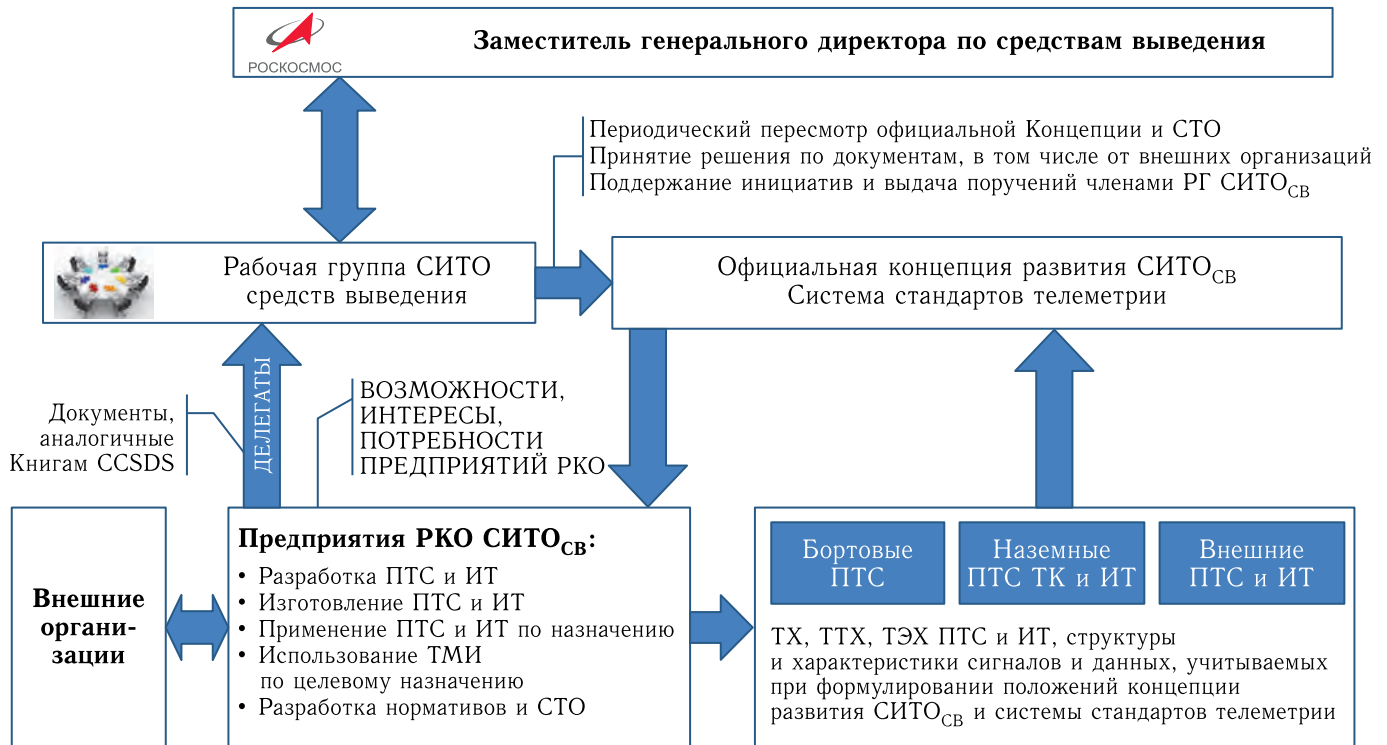 РОСКОСМОС
Заместитель генерального директора по средствам выведения
Периодический пересмотр официальной Концепции и СТО
Принятие решения по документам, в том числе от внешних организаций
Поддержание инициатив и выдача поручений членами РГ СИТОСВ
Рабочая группа СИТО
средств выведения
Официальная концепция развития СИТОСВ
Система стандартов телеметрии
Документы,
аналогичные
Книгам CCSDS
ДЕЛЕГАТЫ
ВОЗМОЖНОСТИ,
ИНТЕРЕСЫ,
ПОТРЕБНОСТИ
ПРЕДПРИЯТИЙ РКО
Внешние
органи-
зации
Предприятия РКО СИТОСВ:
• Разработка ПТС и ИТ
• Изготовление ПТС и ИТ
• Применение ПТС и ИТ по назначению
• Использование ТМИ
по целевому назначению
• Разработка нормативов и СТО
Бортовые
ПТС
Наземные
ПТС ТК и ИТ
Внешние
ПТС и ИТ
ТХ, ТТХ, ТЭХ ПТС и ИТ, структуры
и характеристики сигналов и данных, учитываемых
при формулировании положений концепции
развития СИТОСВ и системы стандартов телеметрии